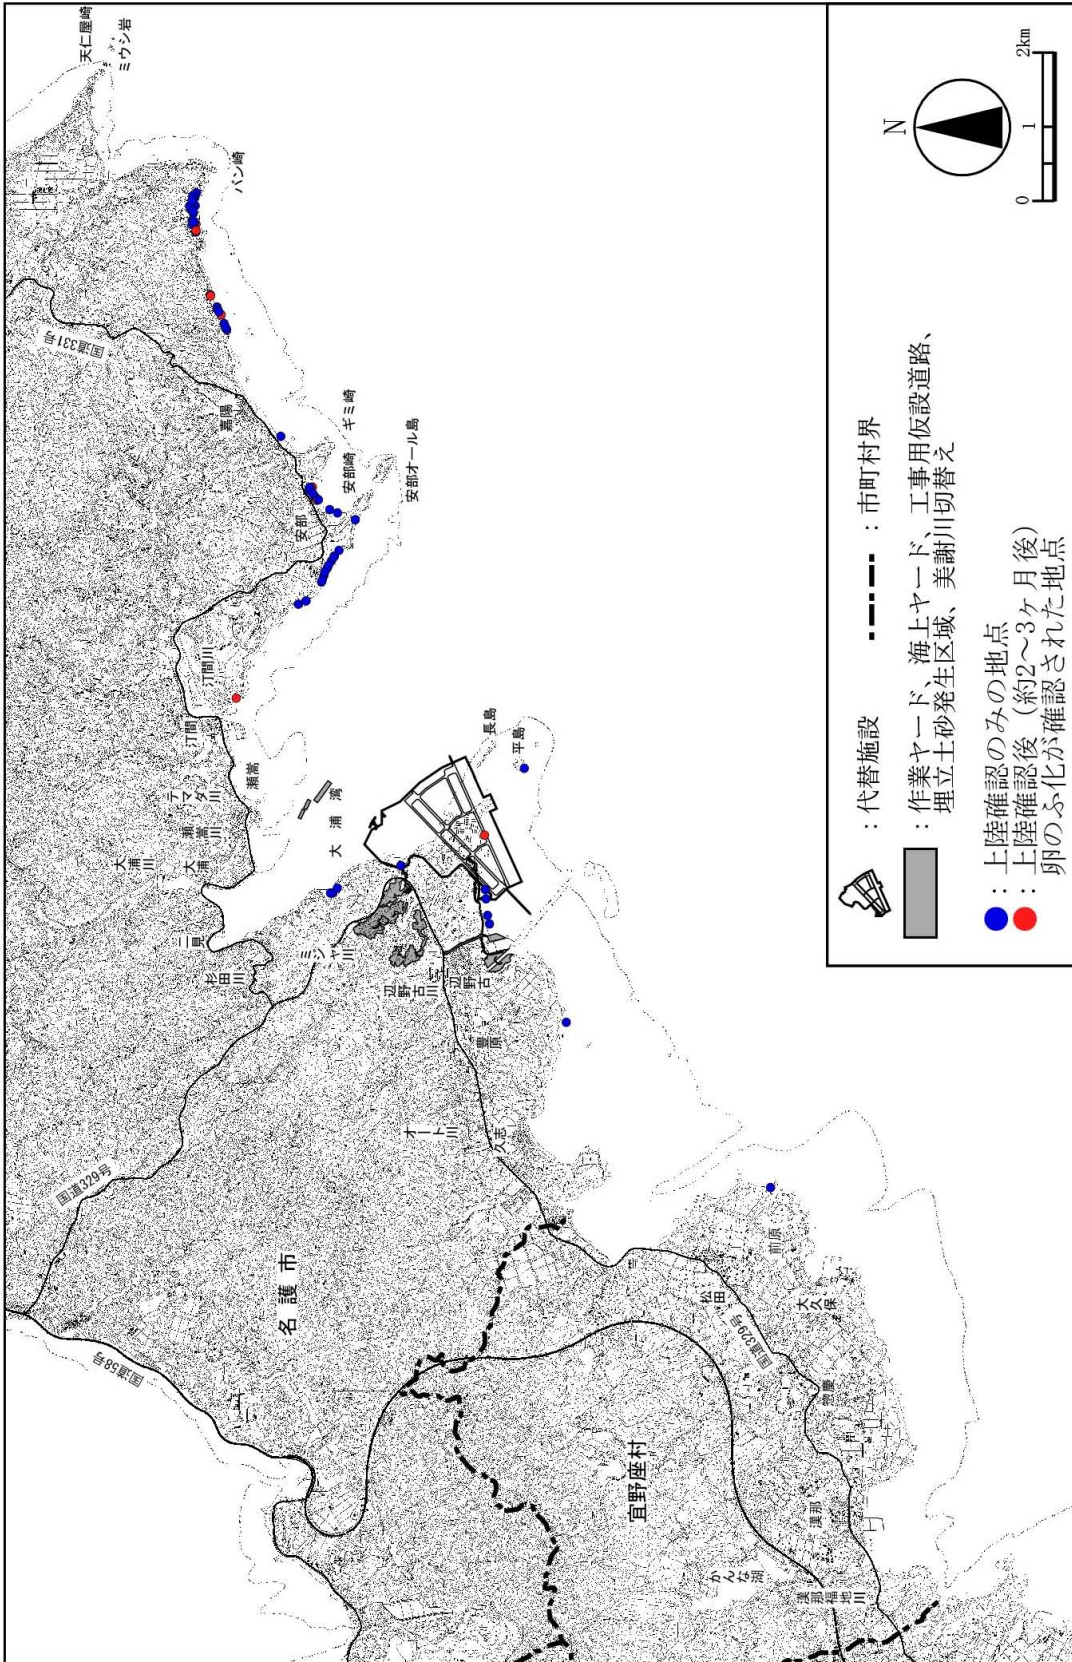 天仁屋崎
ミウシ岩
バン崎
国道331号
嘉陽
ギミ崎
安部崎
安部オール島
安部
汀間川
汀間
テマダ川
瀬嵩川
瀬嵩
大浦川
大浦
大浦湾
長島
平島
二見
杉田川
ミジャ川
辺野古川
辺野古
豊原
オート川
久志
国道329号
国道58号
名護市
前原
松田
大久保
国道329号
惣慶
宜野座村
漢那
かんな湖
漢那福地川
N
0 1 2km
：代替施設
：市町村界
：作業ヤード、海上ヤード、工事用仮設道路、
埋立土砂発生区域、美謝川切替え
：上陸確認のみの地点
：上陸確認後（約2～3ヶ月後）
卵のふ化が確認された地点